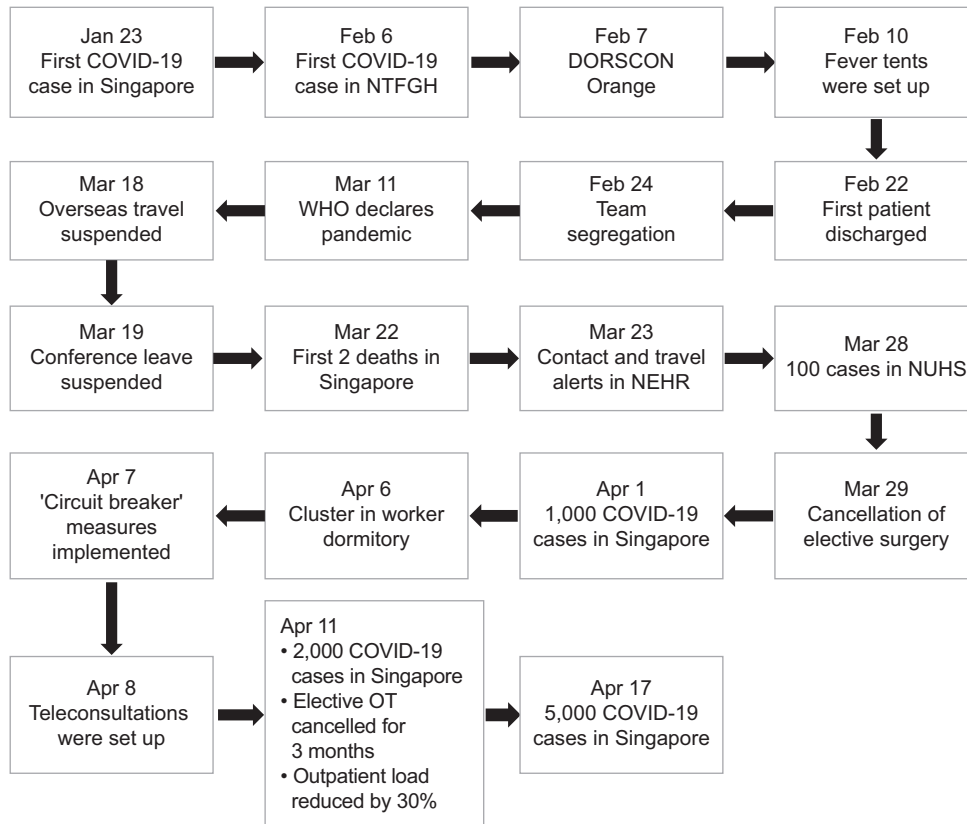 Jan 23
First COVID-19
case in Singapore
Feb 6
First COVID-19
case in NTFGH
Feb 7
DORSCON
Orange
Feb 10
Fever tents
were set up
Feb 22
First patient
discharged
Feb 24
Team
segregation
Mar 11
WHO declares
pandemic
Mar 18
Overseas travel
suspended
Mar 19
Conference leave
suspended
Mar 22
First 2 deaths in
Singapore
Mar 23
Contact and travel
alerts in NEHR
Mar 28
100 cases in NUHS
Mar 29
Cancellation of
elective surgery
Apr 1
1,000 COVID-19
cases in Singapore
Apr 6
Cluster in worker
dormitory
Apr 7
'Circuit breaker'
measures
implemented
Apr 8
Teleconsultations
were set up
Apr 11
• 2,000 COVID-19
cases in Singapore
• Elective OT
cancelled for
3 months
• Outpatient load
reduced by 30%
Apr 17
5,000 COVID-19
cases in Singapore